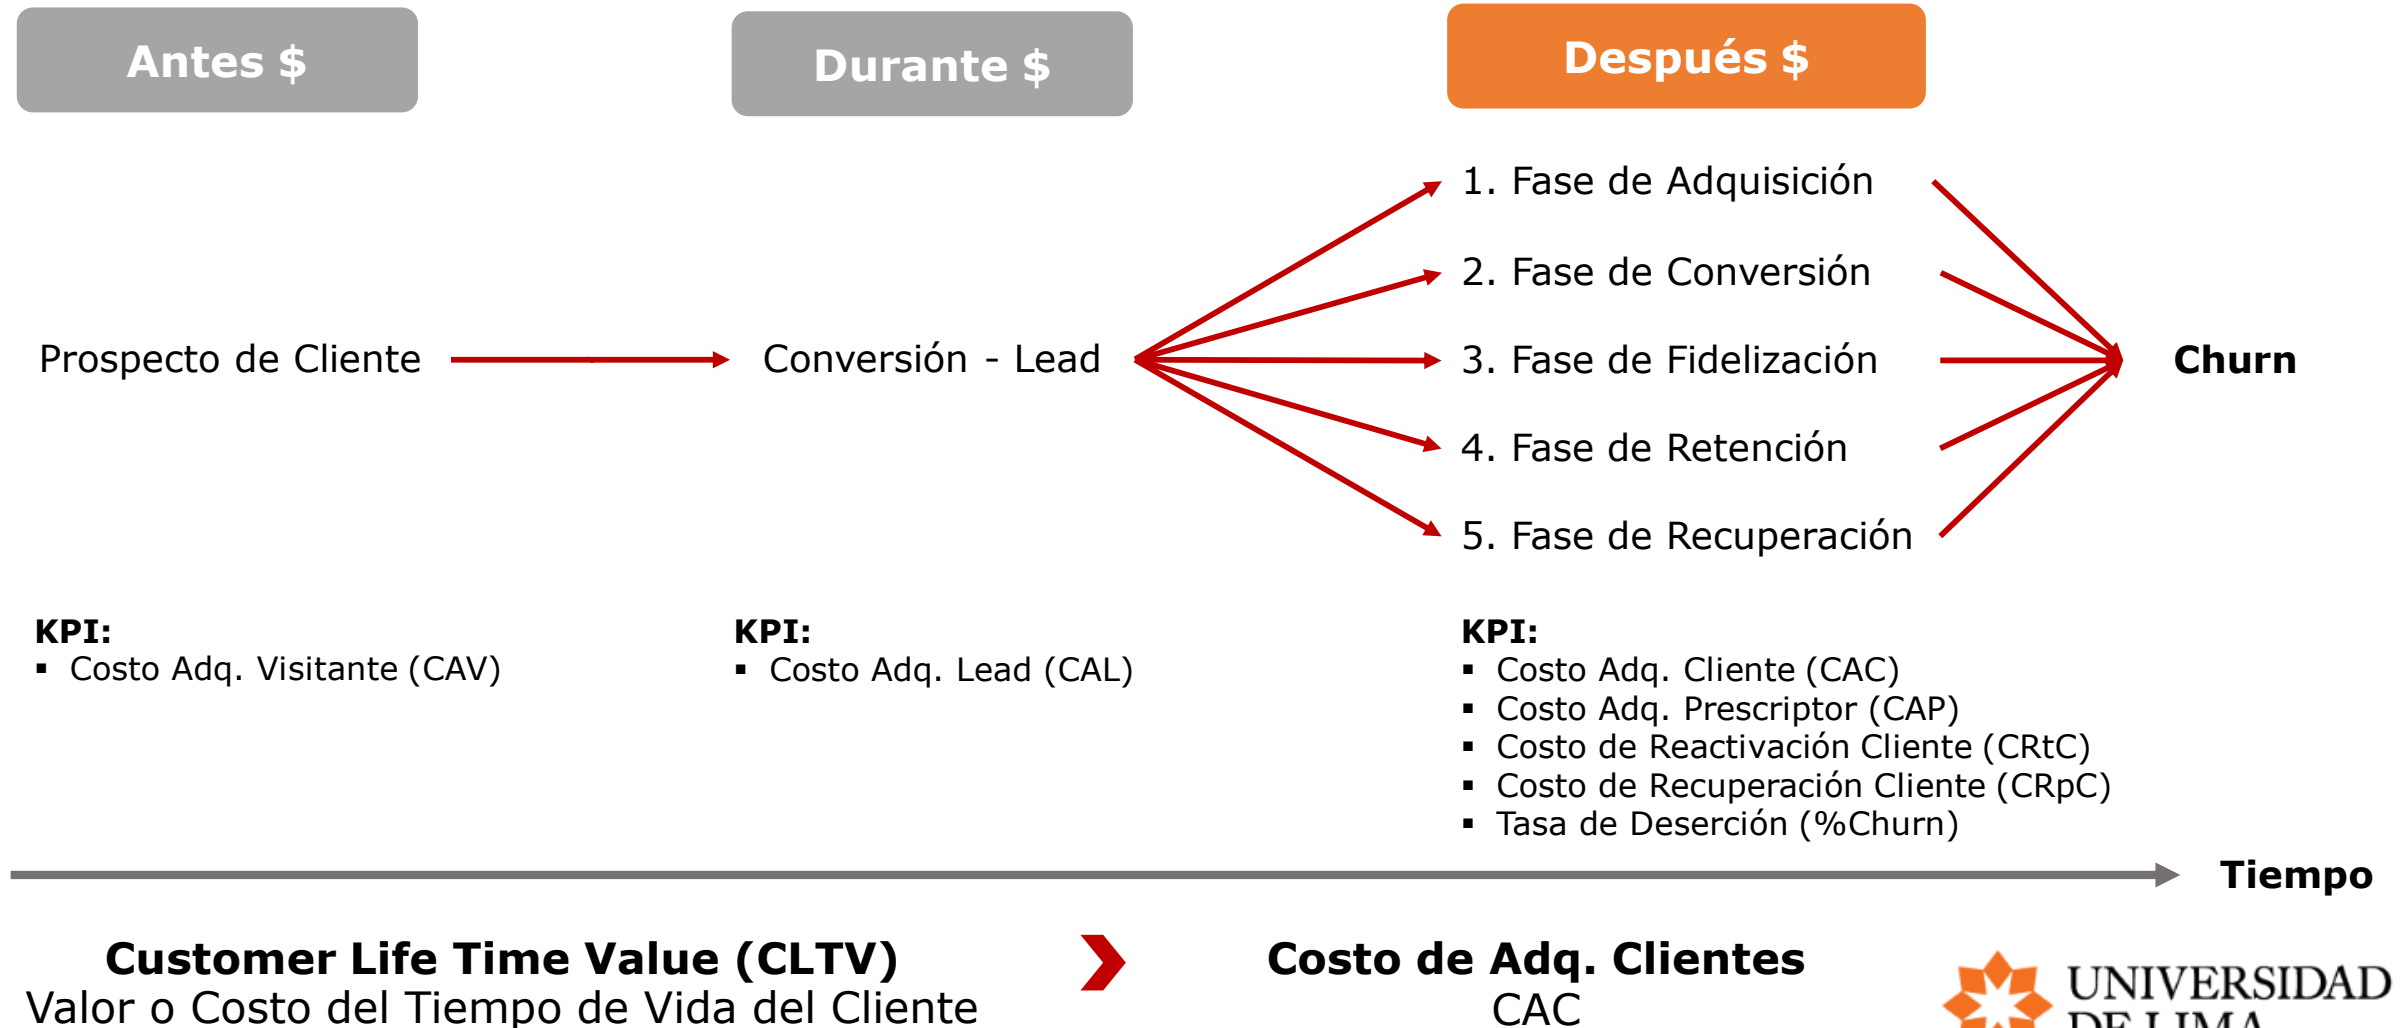 Antes $
Durante $
Después $
1. Fase de Adquisición
2. Fase de Conversión
Prospecto de Cliente
Conversión - Lead
3. Fase de Fidelización
Churn
4. Fase de Retención
5. Fase de Recuperación
KPI:
▪ Costo Adq. Visitante (CAV)
KPI:
▪ Costo Adq. Lead (CAL)
KPI:
▪ Costo Adq. Cliente (CAC)
▪ Costo Adq. Prescriptor (CAP)
▪ Costo de Reactivación Cliente (CRtC)
▪ Costo de Recuperación Cliente (CRpC)
▪ Tasa de Deserción (%Churn)
Tiempo
Customer Life Time Value (CLTV)
Valor o Costo del Tiempo de Vida del Cliente
Costo de Adq. Clientes
CAC
UNIVERSIDAD
DE LIMA